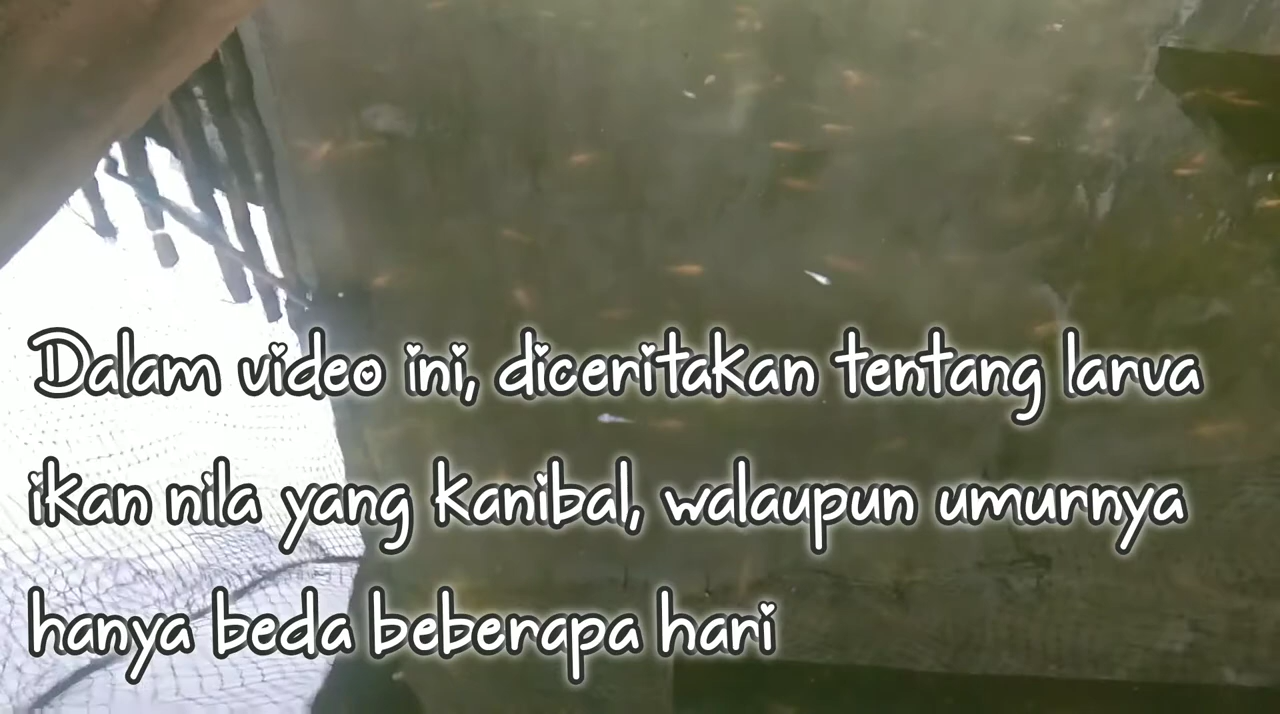 Dalam video ini, diceritakan tentang larva
ikan nila yang kanibal, walaupun umurnya
hanya beda beberapa hari